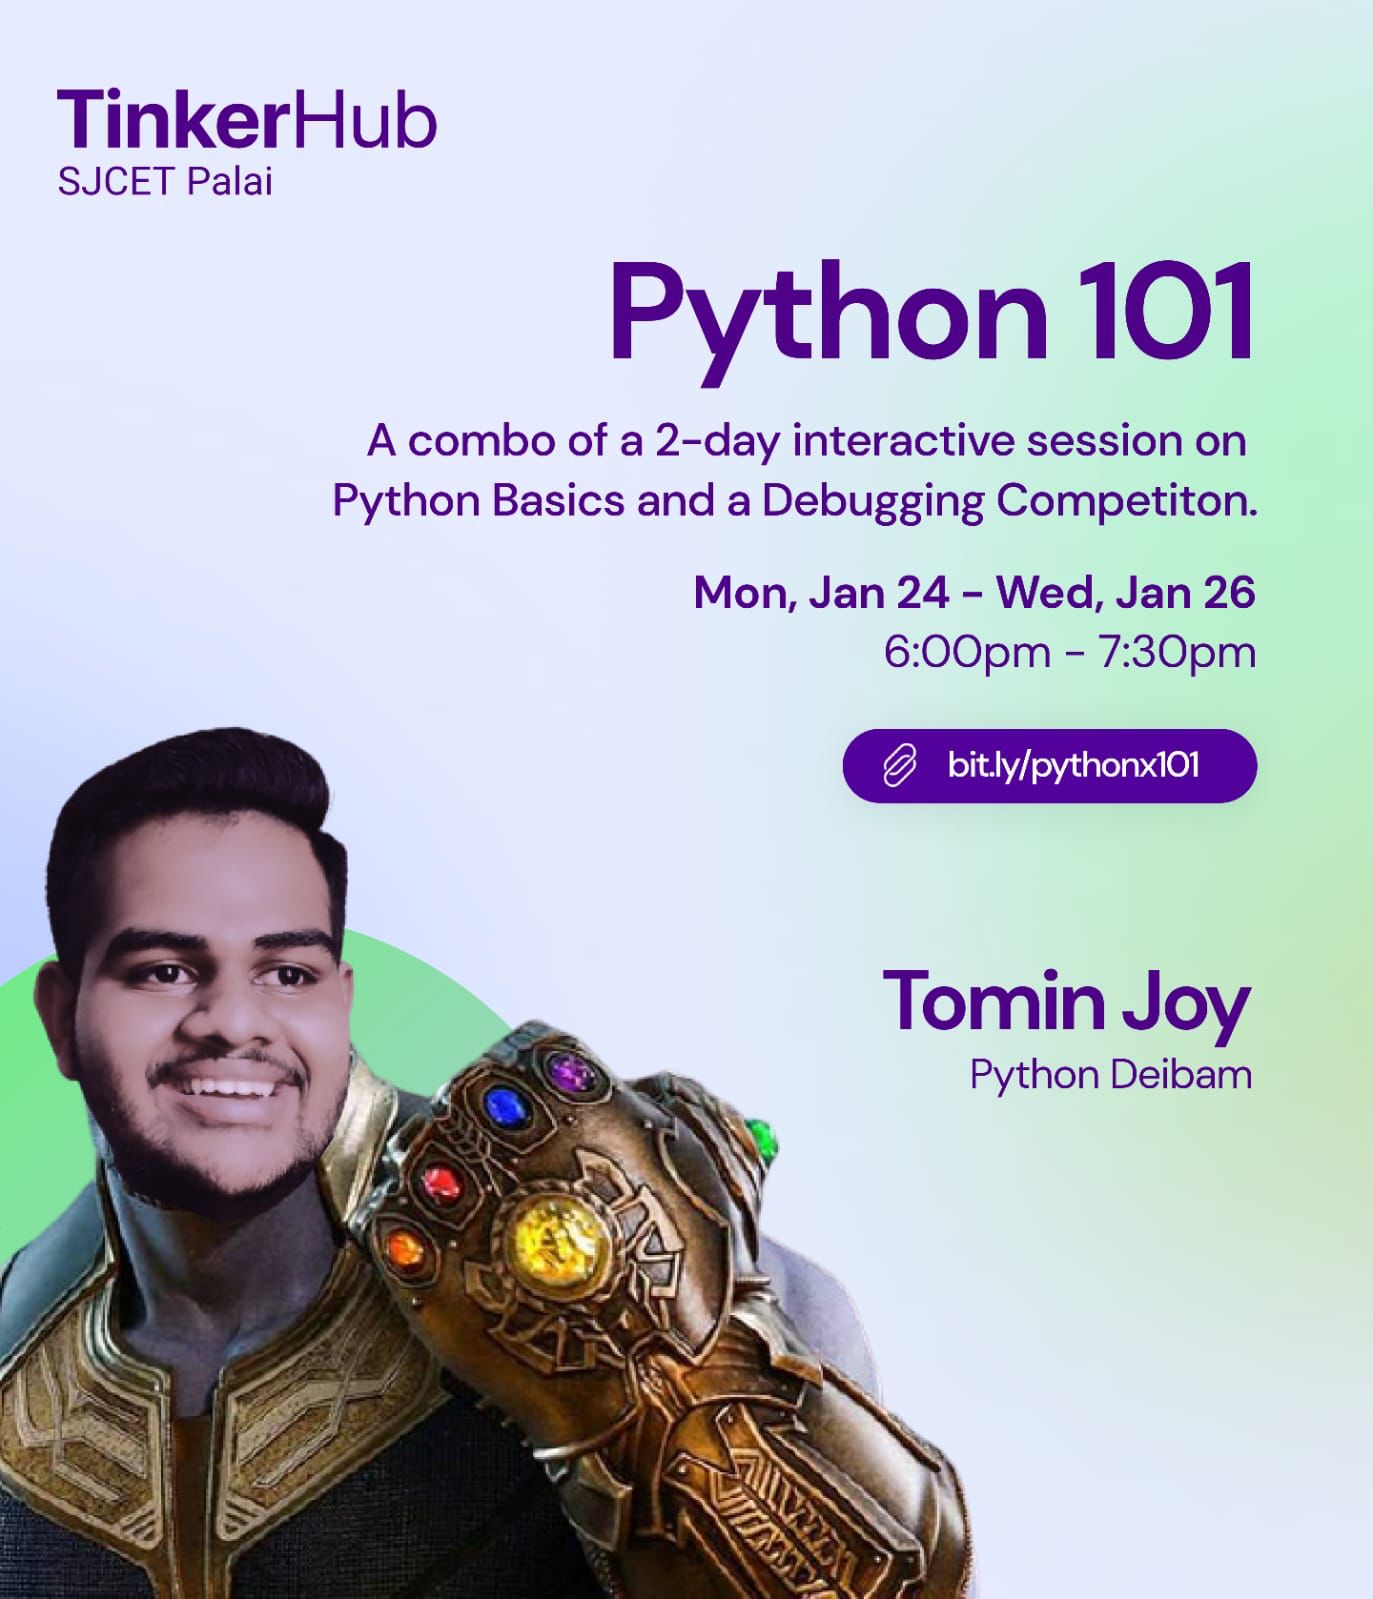 TinkerHub
SJCET Palai
Python 101
A combo of a 2-day interactive session on
Python Basics and a Debugging Competiton.
Mon, Jan 24 - Wed, Jan 26
6:00pm - 7:30pm
bit.ly/pythonx101
Tomin Joy
Python Deibam